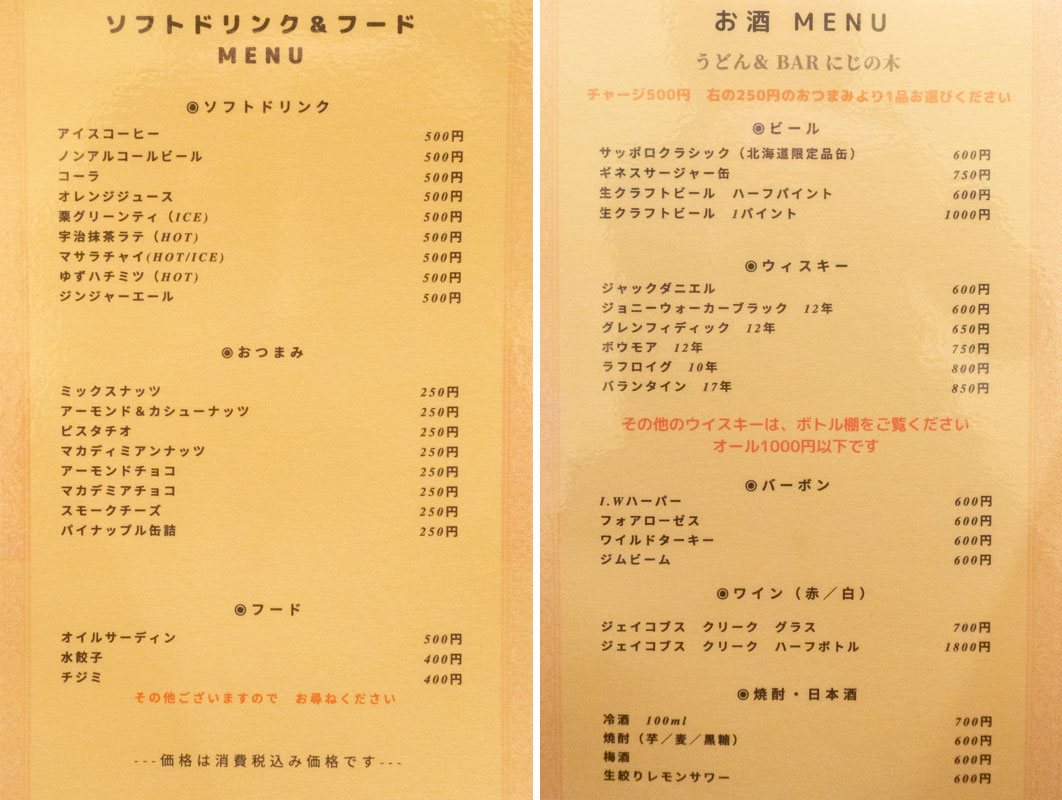 ソフトドリンク&フード
MENU
◉ソフトドリンク
アイスコーヒー 500円
ノンアルコールビール 500円
コーラ 500円
オレンジジュース 500円
栗グリーンティ（ICE) 500円
宇治抹茶ラテ（HOT) 500円
マサラチャイ(HOT/ICE) 500円
ゆずハチミツ（HOT) 500円
ジンジャーエール 500円
◉おつまみ
ミックスナッツ 250円
アーモンド＆カシューナッツ 250円
ピスタチオ 250円
マカディミアンナッツ 250円
アーモンドチョコ 250円
マカデミアチョコ 250円
スモークチーズ 250円
パイナップル缶詰 250円
◉フード
オイルサーディン 500円
水餃子 400円
チジミ 400円
その他ございますので　お尋ねください
---価格は消費税込み価格です---
お酒 MENU
うどん& BAR にじの木
チャージ500円　右の250円のおつまみより1品お選びください
◉ビール
サッポロクラシック（北海道限定品缶） 600円
ギネスサージャー缶 750円
生クラフトビール　ハーフパイント 600円
生クラフトビール　1パイント 1000円
◉ウィスキー
ジャックダニエル 600円
ジョニーウォーカーブラック　12年 600円
グレンフィディック　12年 650円
ボウモア　12年 750円
ラフロイグ　10年 800円
バランタイン　17年 850円
その他のウイスキーは、ボトル棚をご覧ください
オール1000円以下です
◉バーボン
I.Wハーパー 600円
フォアローゼス 600円
ワイルドターキー 600円
ジムビーム 600円
◉ワイン（赤／白）
ジェイコブス　クリーク　グラス 700円
ジェイコブス　クリーク　ハーフボトル 1800円
◉焼酎・日本酒
冷酒　100ml 700円
焼酎（芋／麦／黒糖） 600円
梅酒 600円
生絞りレモンサワー 600円